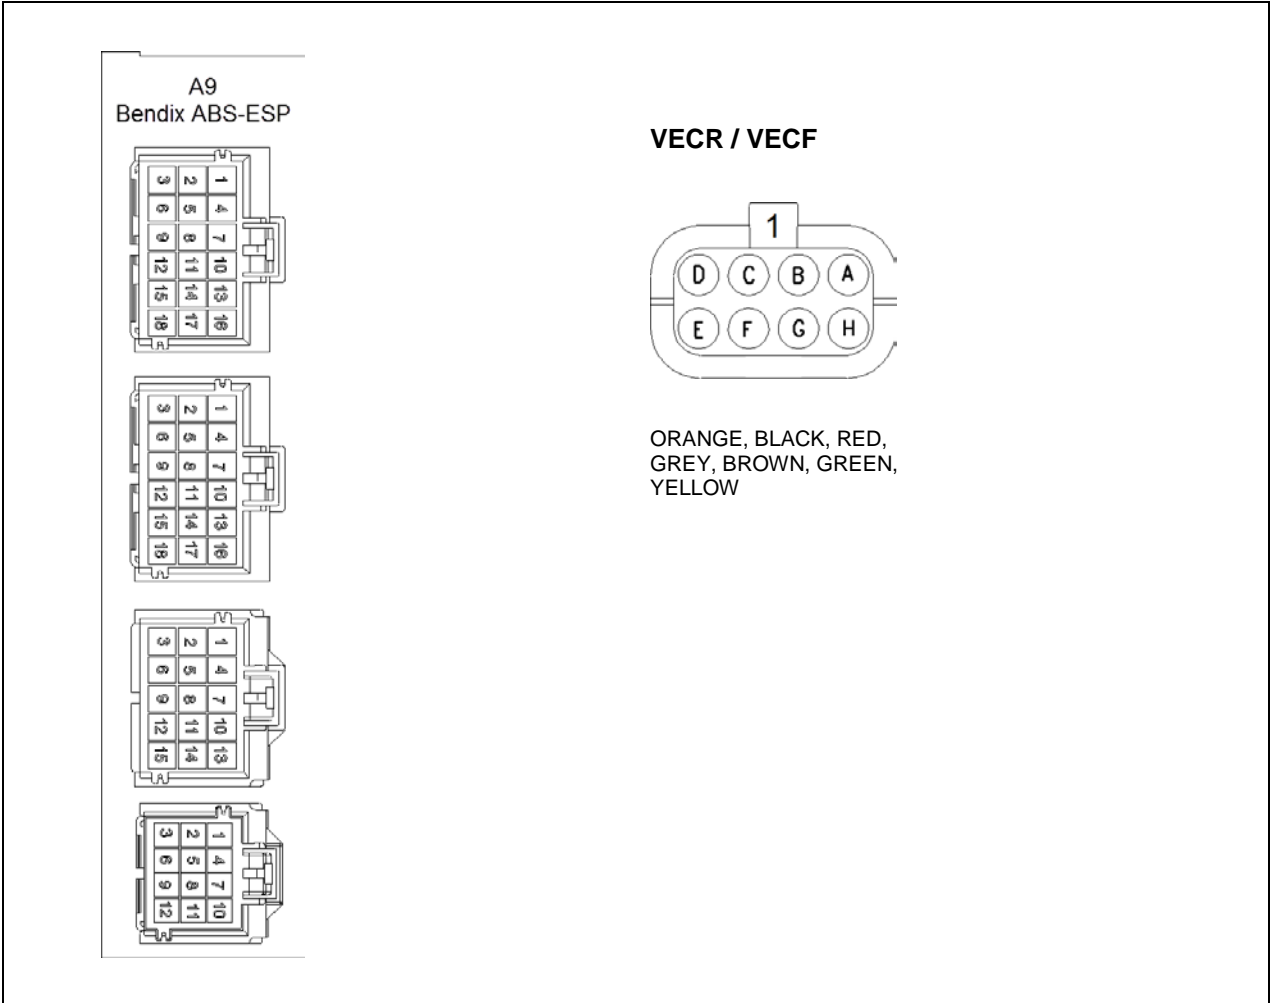 A9
Bendix ABS-ESP
3 2 1
6 5 4
9 8 7
12 11 10
15 14 13
18 17 16
3 2 1
6 5 4
9 8 7
12 11 10
15 14 13
18 17 16
3 2 1
6 5 4
9 8 7
12 11 10
15 14 13
3 2 1
6 5 4
9 8 7
12 11 10
VECR / VECF
1
D C B A
E F G H
ORANGE, BLACK, RED,
GREY, BROWN, GREEN,
YELLOW